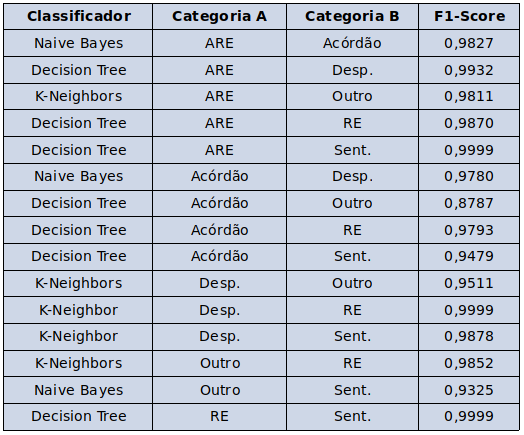 Classificador Categoria A Categoria B F1-Score
Naive Bayes ARE Acórdão 0,9827
Decision Tree ARE Desp. 0,9932
K-Neighbors ARE Outro 0,9811
Decision Tree ARE RE 0,9870
Decision Tree ARE Sent. 0,9999
Naive Bayes Acórdão Desp. 0,9780
Decision Tree Acórdão Outro 0,8787
Decision Tree Acórdão RE 0,9793
Decision Tree Acórdão Sent. 0,9479
K-Neighbors Desp. Outro 0,9511
K-Neighbor Desp. RE 0,9999
K-Neighbor Desp. Sent. 0,9878
K-Neighbors Outro RE 0,9852
Naive Bayes Outro Sent. 0,9325
Decision Tree RE Sent. 0,9999